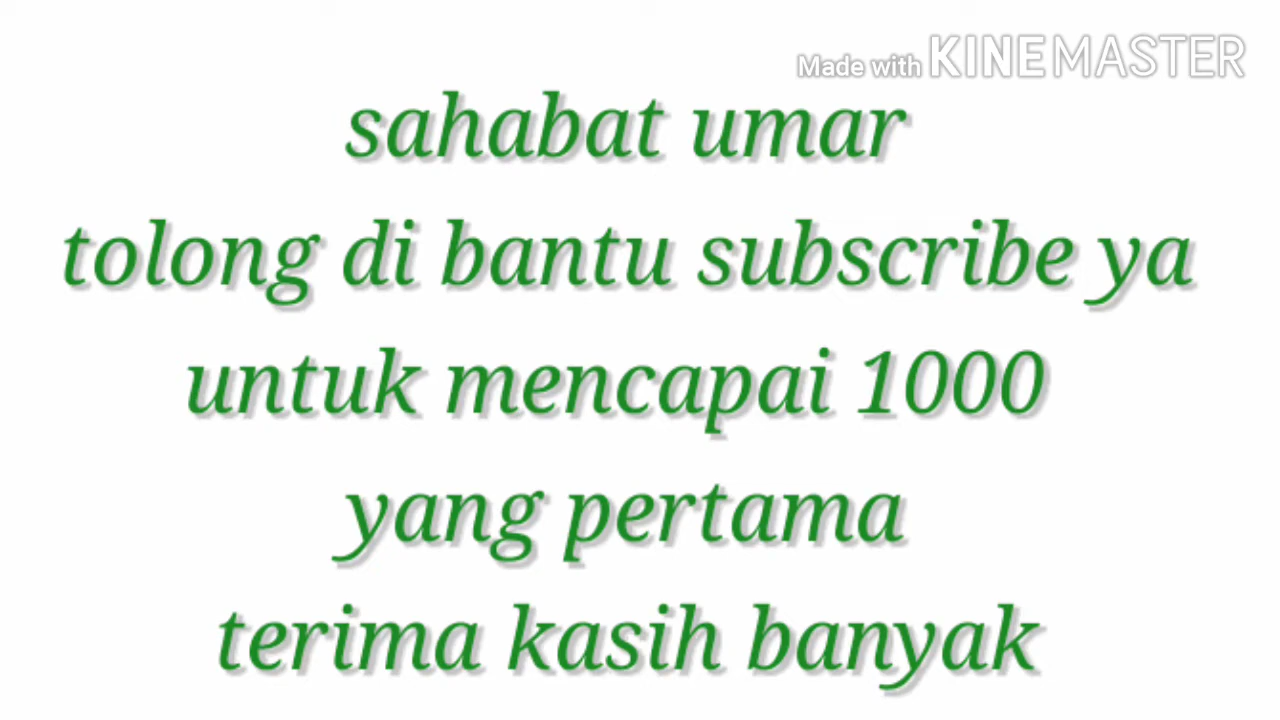 Made with KINEMASTER
sahabat umar
tolong di bantu subscribe ya
untuk mencapai 1000
yang pertama
terima kasih banyak